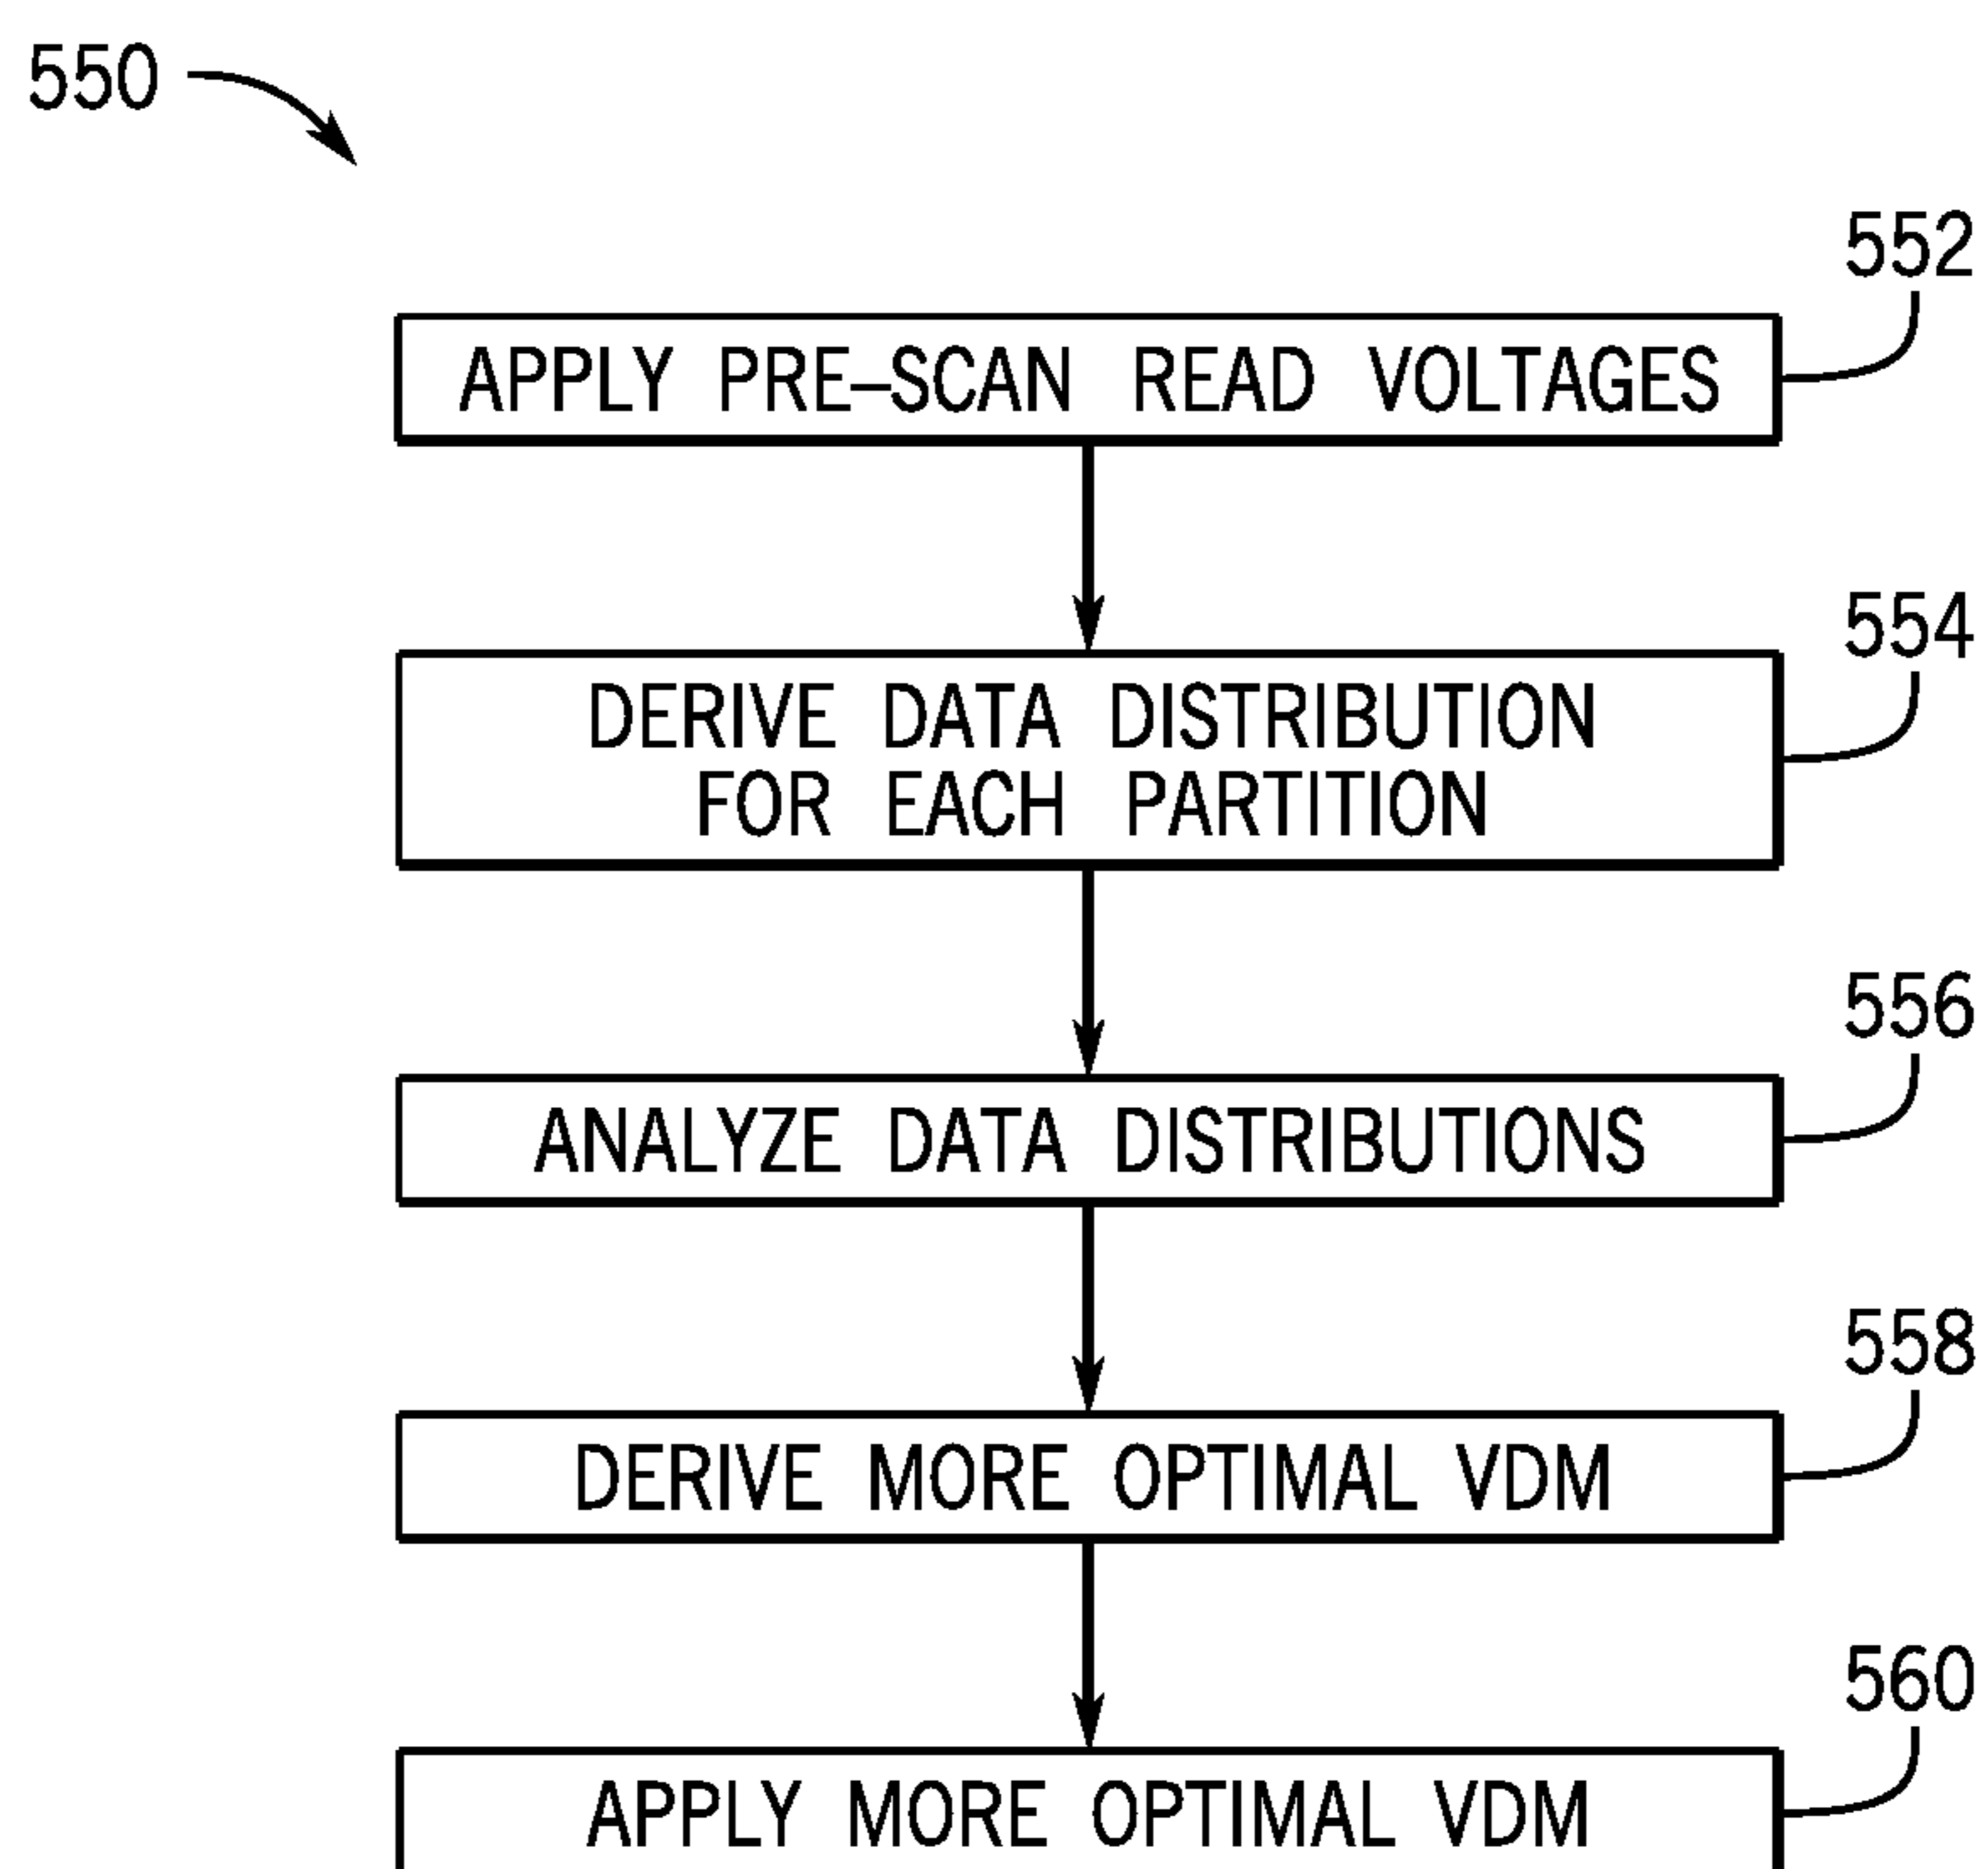 550
552
APPLY PRE–SCAN READ VOLTAGES
554
DERIVE DATA DISTRIBUTION
FOR EACH PARTITION
556
ANALYZE DATA DISTRIBUTIONS
558
DERIVE MORE OPTIMAL VDM
560
APPLY MORE OPTIMAL VDM